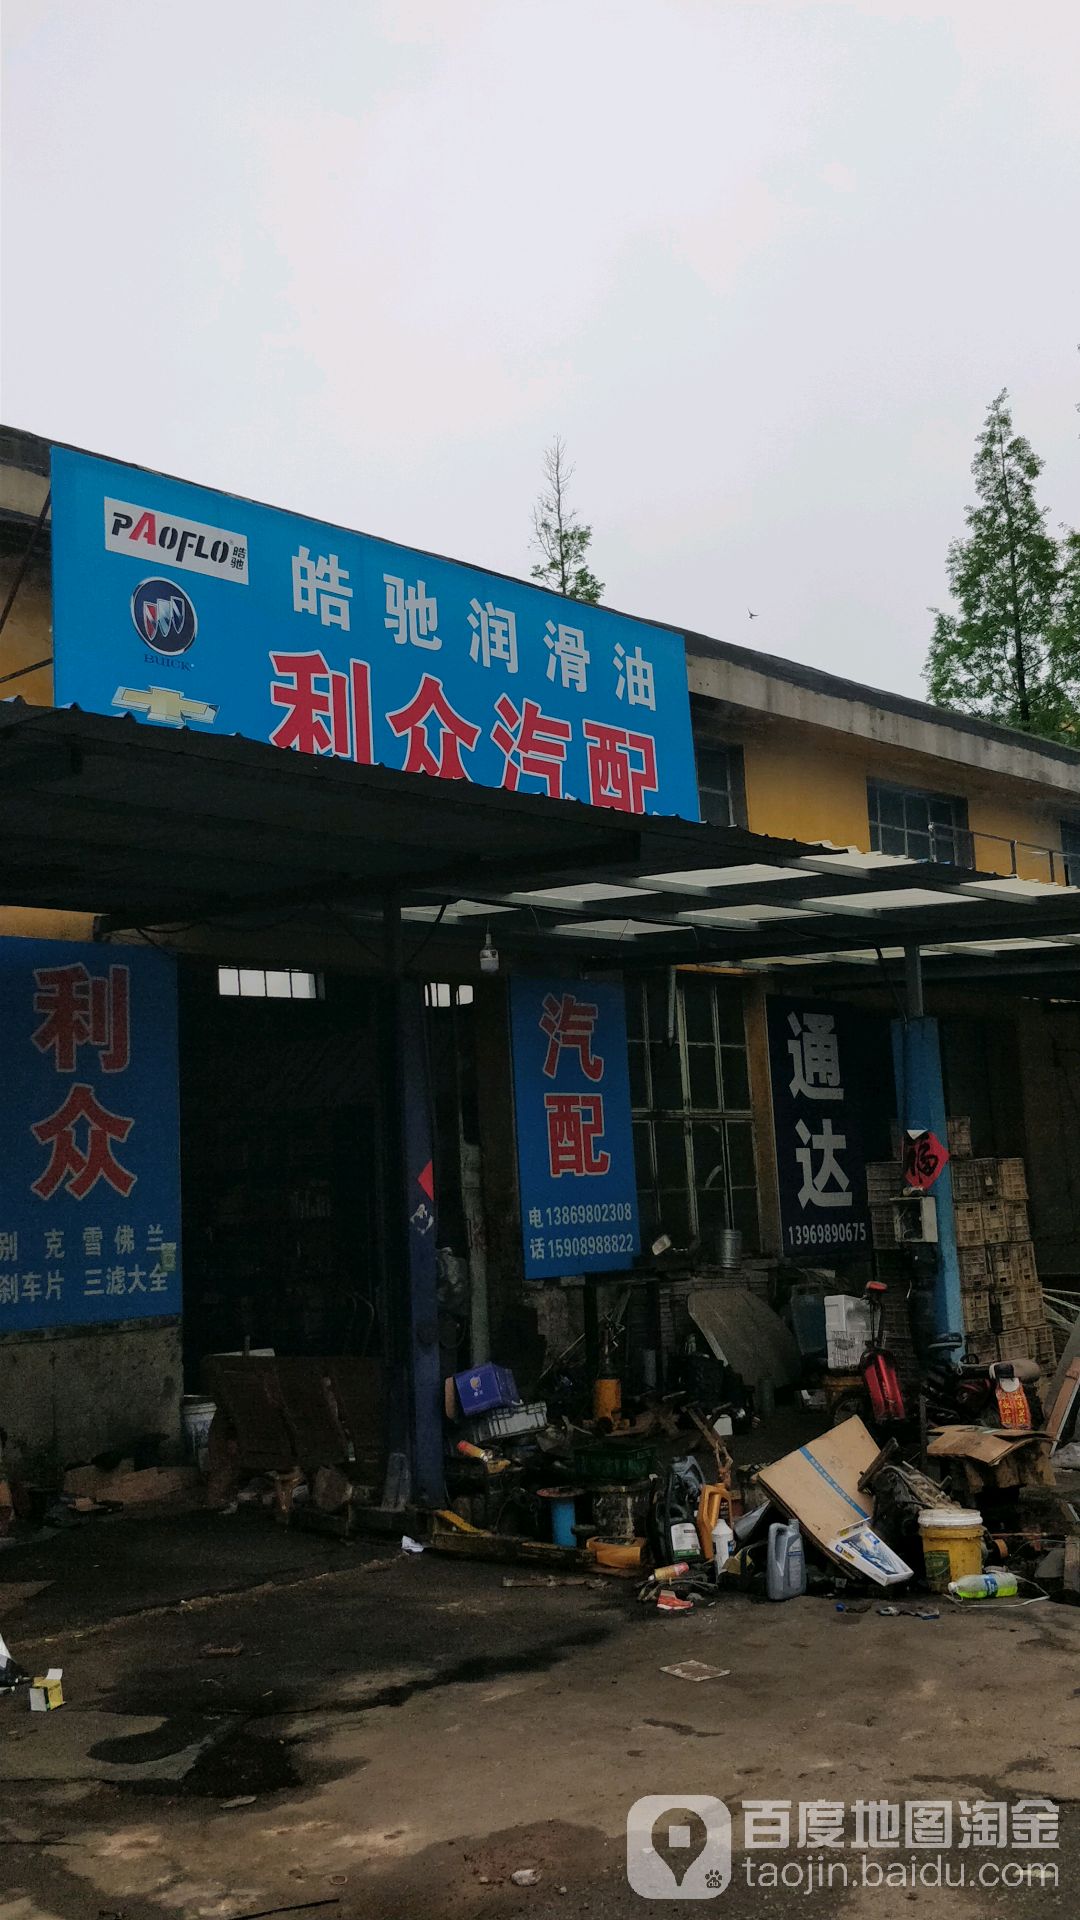 PAOFLO
皓驰
BUICK
皓驰润滑油
利众汽配
利众
别克雪佛兰
刹车片 三滤大全
汽配
电 13869802308
话 15908988822
通达
13969890675
福
百度地图淘金
taojin.baidu.com